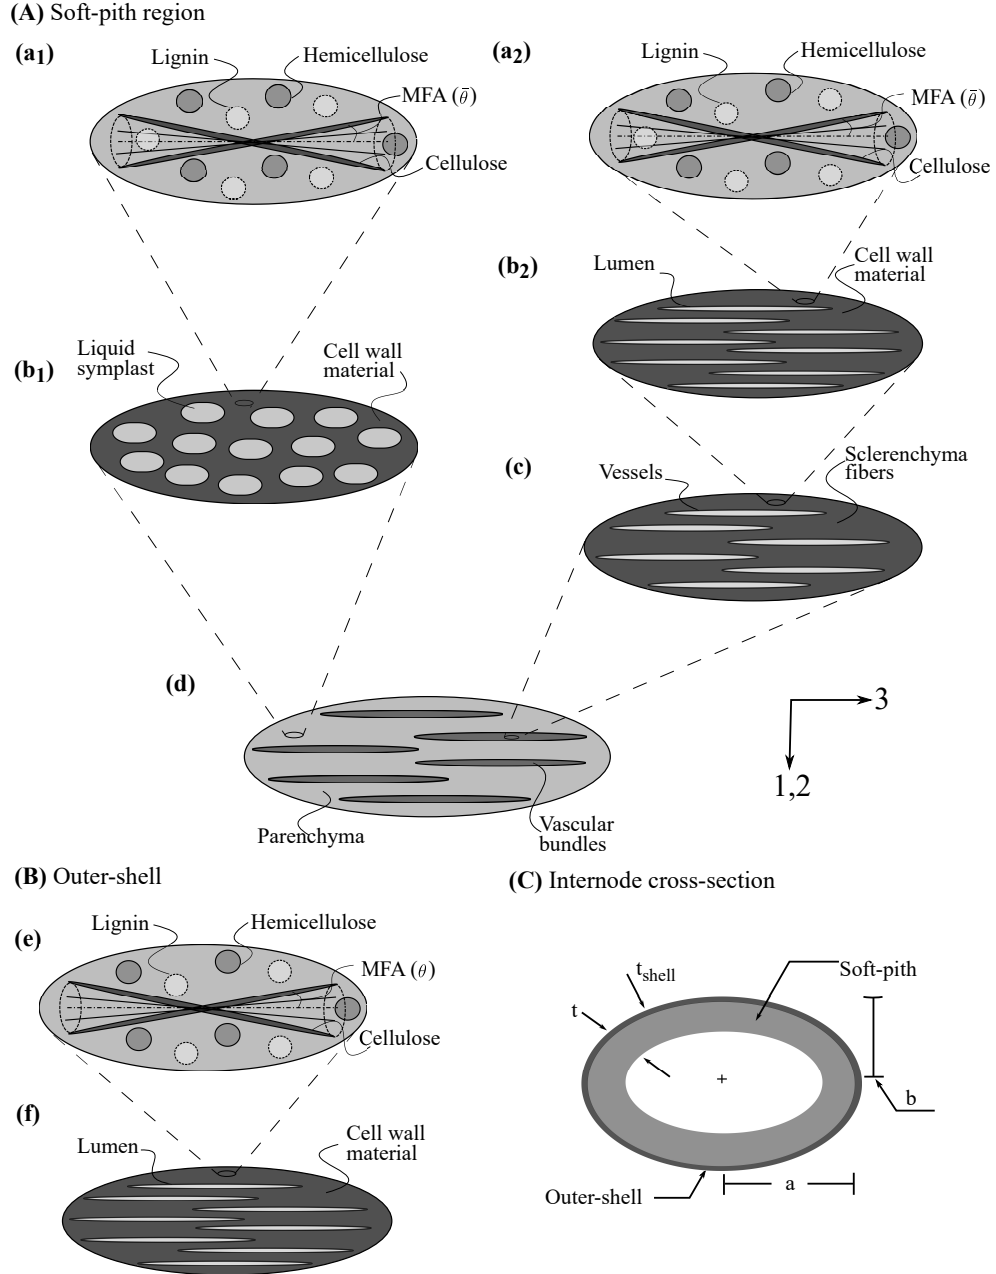 (A) Soft-pith region
(a1)
Lignin
Hemicellulose
MFA (θ̄)
Cellulose
(a2)
Lignin
Hemicellulose
MFA (θ̄)
Cellulose
(b2)
Lumen
Cell wall
material
(b1)
Liquid
symplast
Cell wall
material
(c)
Vessels
Sclerenchyma
fibers
(d)
Parenchyma
Vascular
bundles
3
1,2
(B) Outer-shell
(e)
Lignin
Hemicellulose
MFA (θ)
Cellulose
(f)
Lumen
Cell wall
material
(C) Internode cross-section
tshell
Soft-pith
t
b
a
Outer-shell